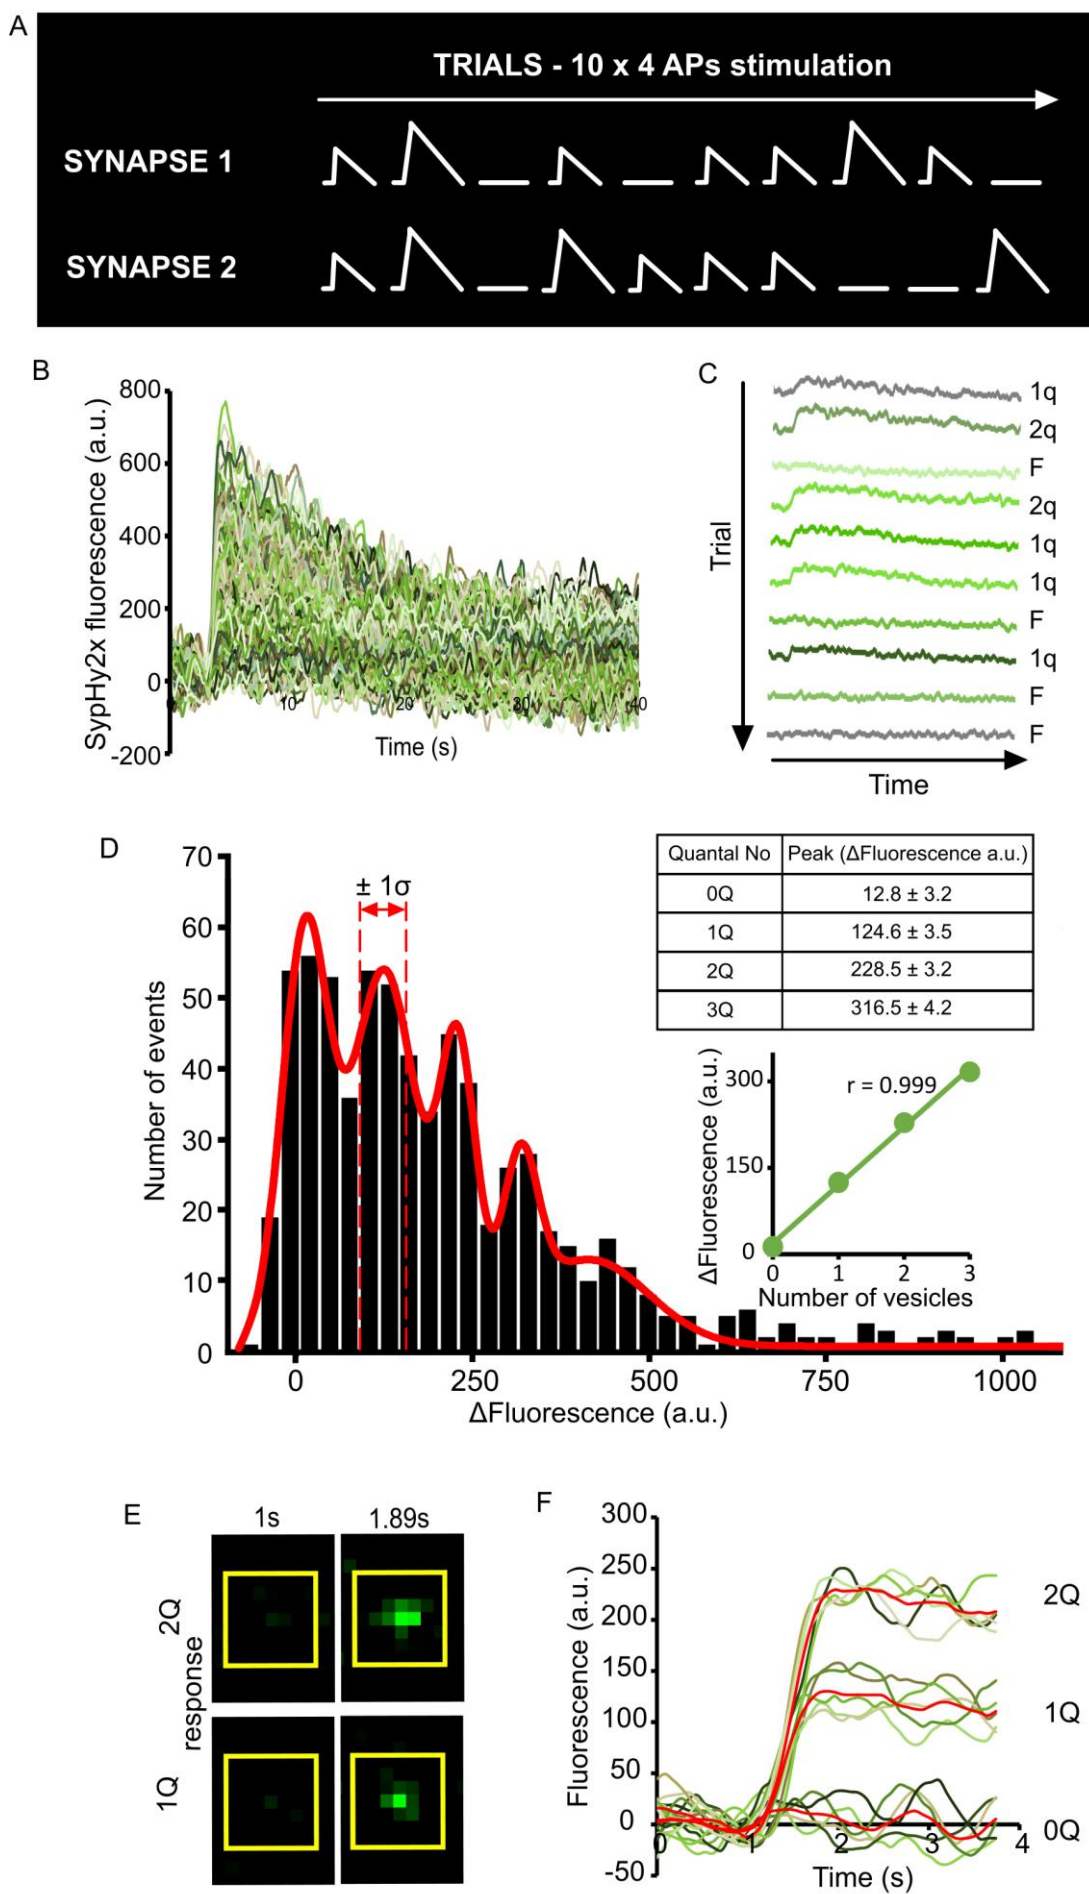 A
TRIALS - 10 x 4 APs stimulation
SYNAPSE 1
SYNAPSE 2
B
SypHy2x fluorescence (a.u.)
800
600
400
200
0
-200
0 10 20 30 40
Time (s)
C
Trial
1q
2q
F
2q
1q
1q
F
1q
F
F
Time
D
Number of events
70
60
50
40
30
20
10
0
± 1σ
0 250 500 750 1000
ΔFluorescence (a.u.)
Quantal No Peak (ΔFluorescence a.u.)
0Q 12.8 ± 3.2
1Q 124.6 ± 3.5
2Q 228.5 ± 3.2
3Q 316.5 ± 4.2
ΔFluorescence (a.u.)
300
150
0
r = 0.999
0 1 2 3
Number of vesicles
E
1s 1.89s
2Q
1Q
response
F
Fluorescence (a.u.)
300
250
200
150
100
50
0
-50
0 1 2 3 4
Time (s)
2Q
1Q
0Q